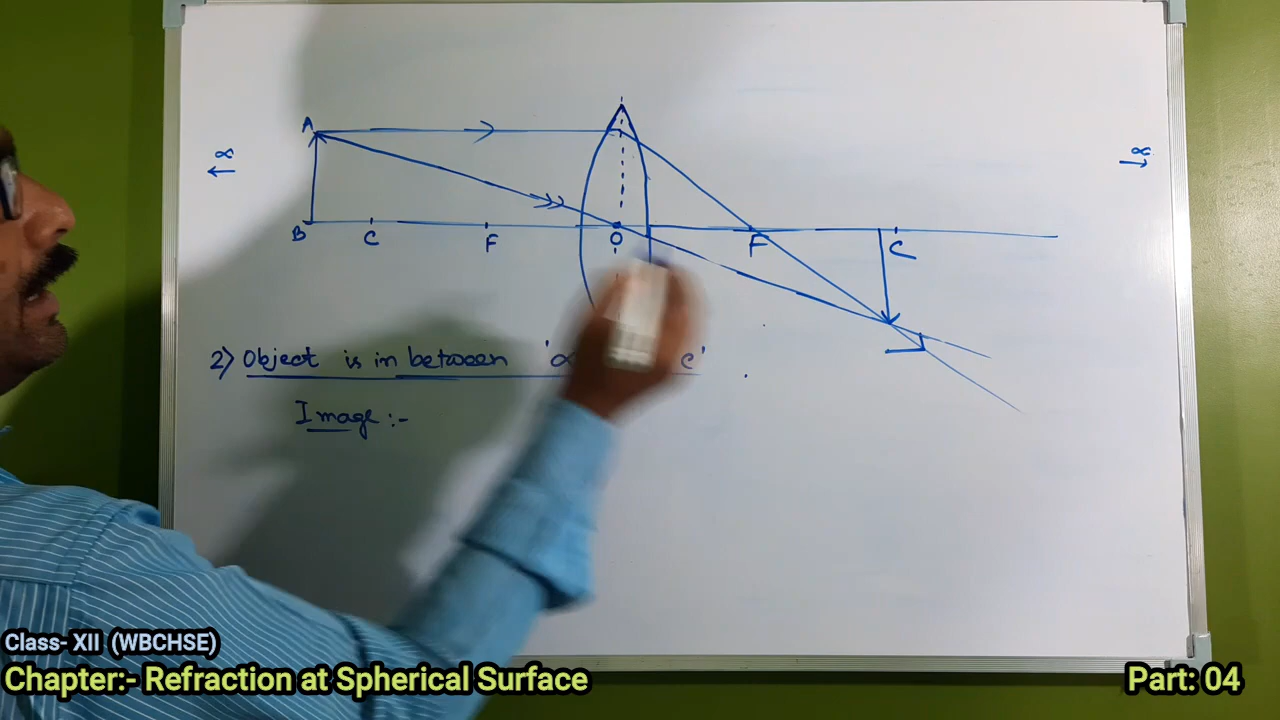 A
∝
∝
B C F O F C
2) Object is in between '∝ C'
Image :-
Class- XII (WBCHSE)
Chapter:- Refraction at Spherical Surface
Part: 04